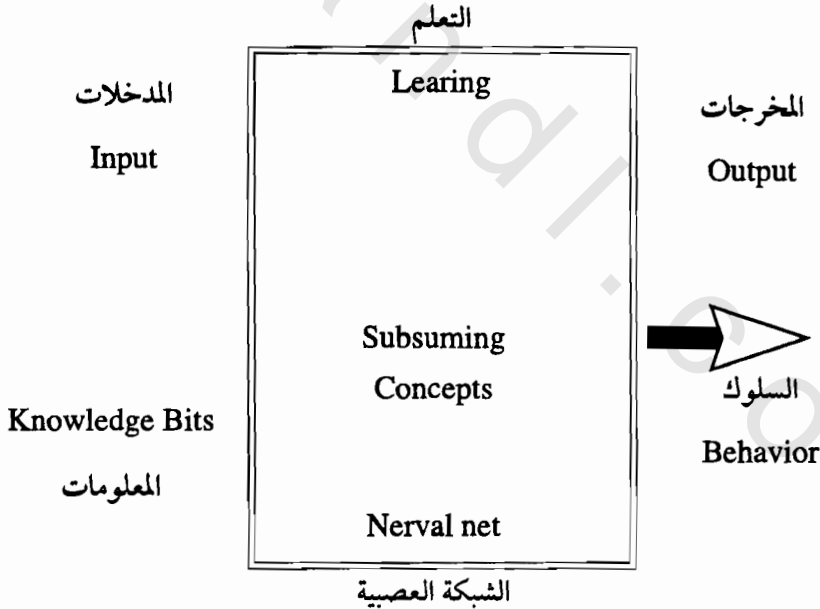 التعلم
Learing
المدخلات
Input
المخرجات
Output
Subsuming
Concepts
السلوك
Behavior
Knowledge Bits
المعلومات
Nerval net
الشبكة العصبية